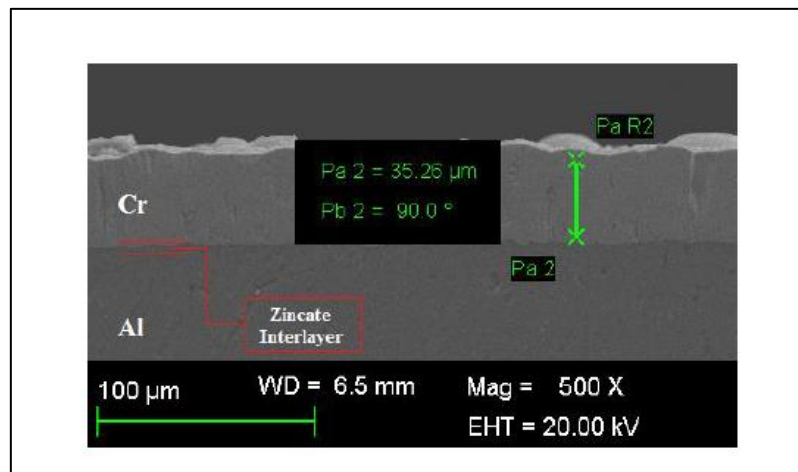 Pa R2
Pa 2 = 35.26 µm
Pb 2 = 90.0 °
Cr
Pa 2
Zincate
Interlayer
Al
100 µm
WD = 6.5 mm
Mag = 500 X
EHT = 20.00 kV